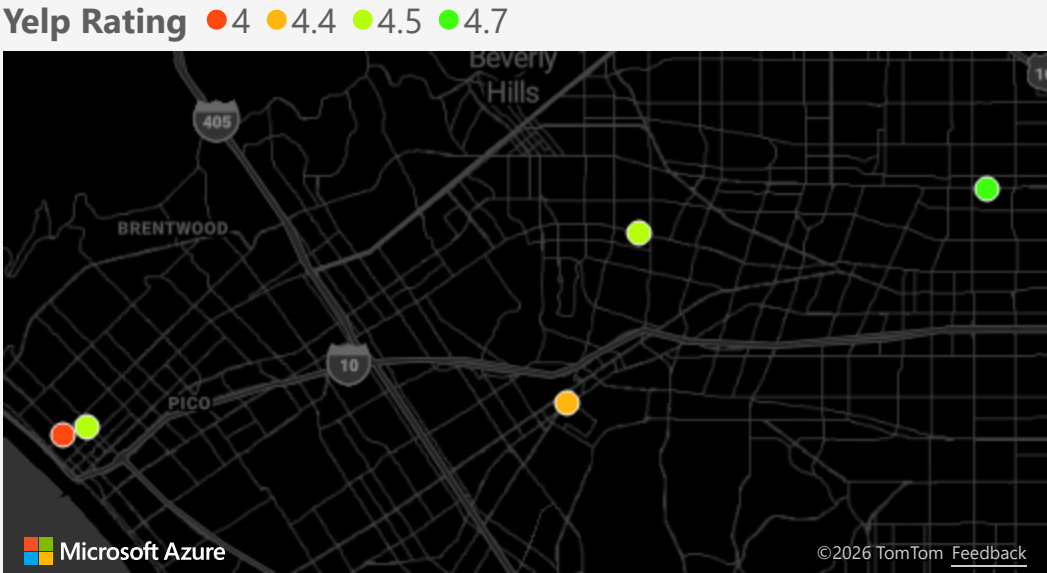 Yelp Rating 4 4.4 4.5 4.7
Beverly
Hills
10
405
BRENTWOOD
10
PICO
Microsoft Azure
©2026 TomTom Feedback